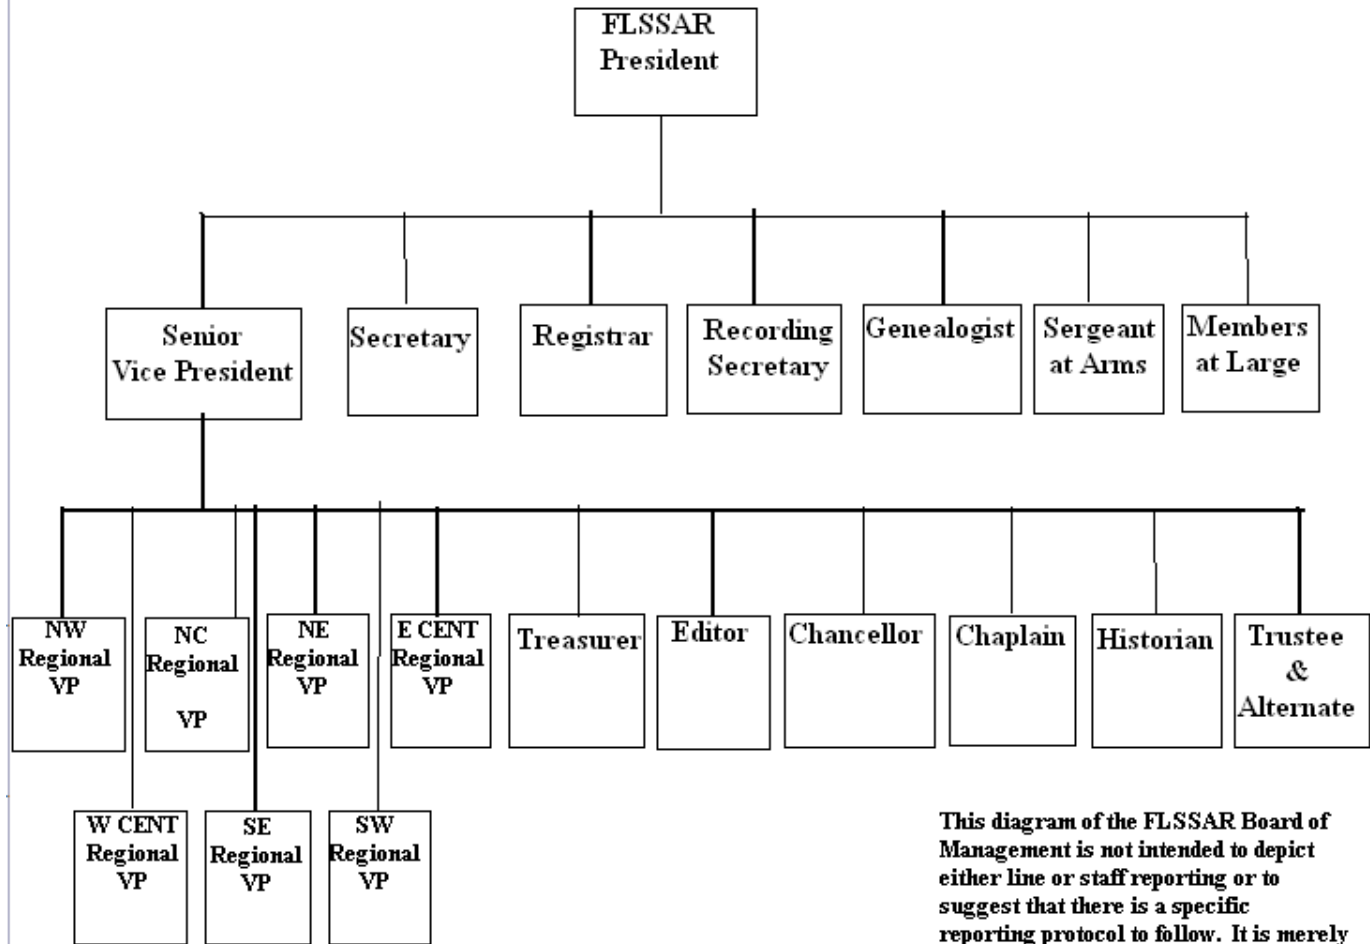 FLSSAR
President
Senior
Vice President
Secretary
Registrar
Recording
Secretary
Genealogist
Sergeant
at Arms
Members
at Large
NW
Regional
VP
NC
Regional
VP
NE
Regional
VP
E CENT
Regional
VP
Treasurer
Editor
Chancellor
Chaplain
Historian
Trustee
&
Alternate
W CENT
Regional
VP
SE
Regional
VP
SW
Regional
VP
This diagram of the FLSSAR Board of
Management is not intended to depict
either line or staff reporting or to
suggest that there is a specific
reporting protocol to follow. It is merely